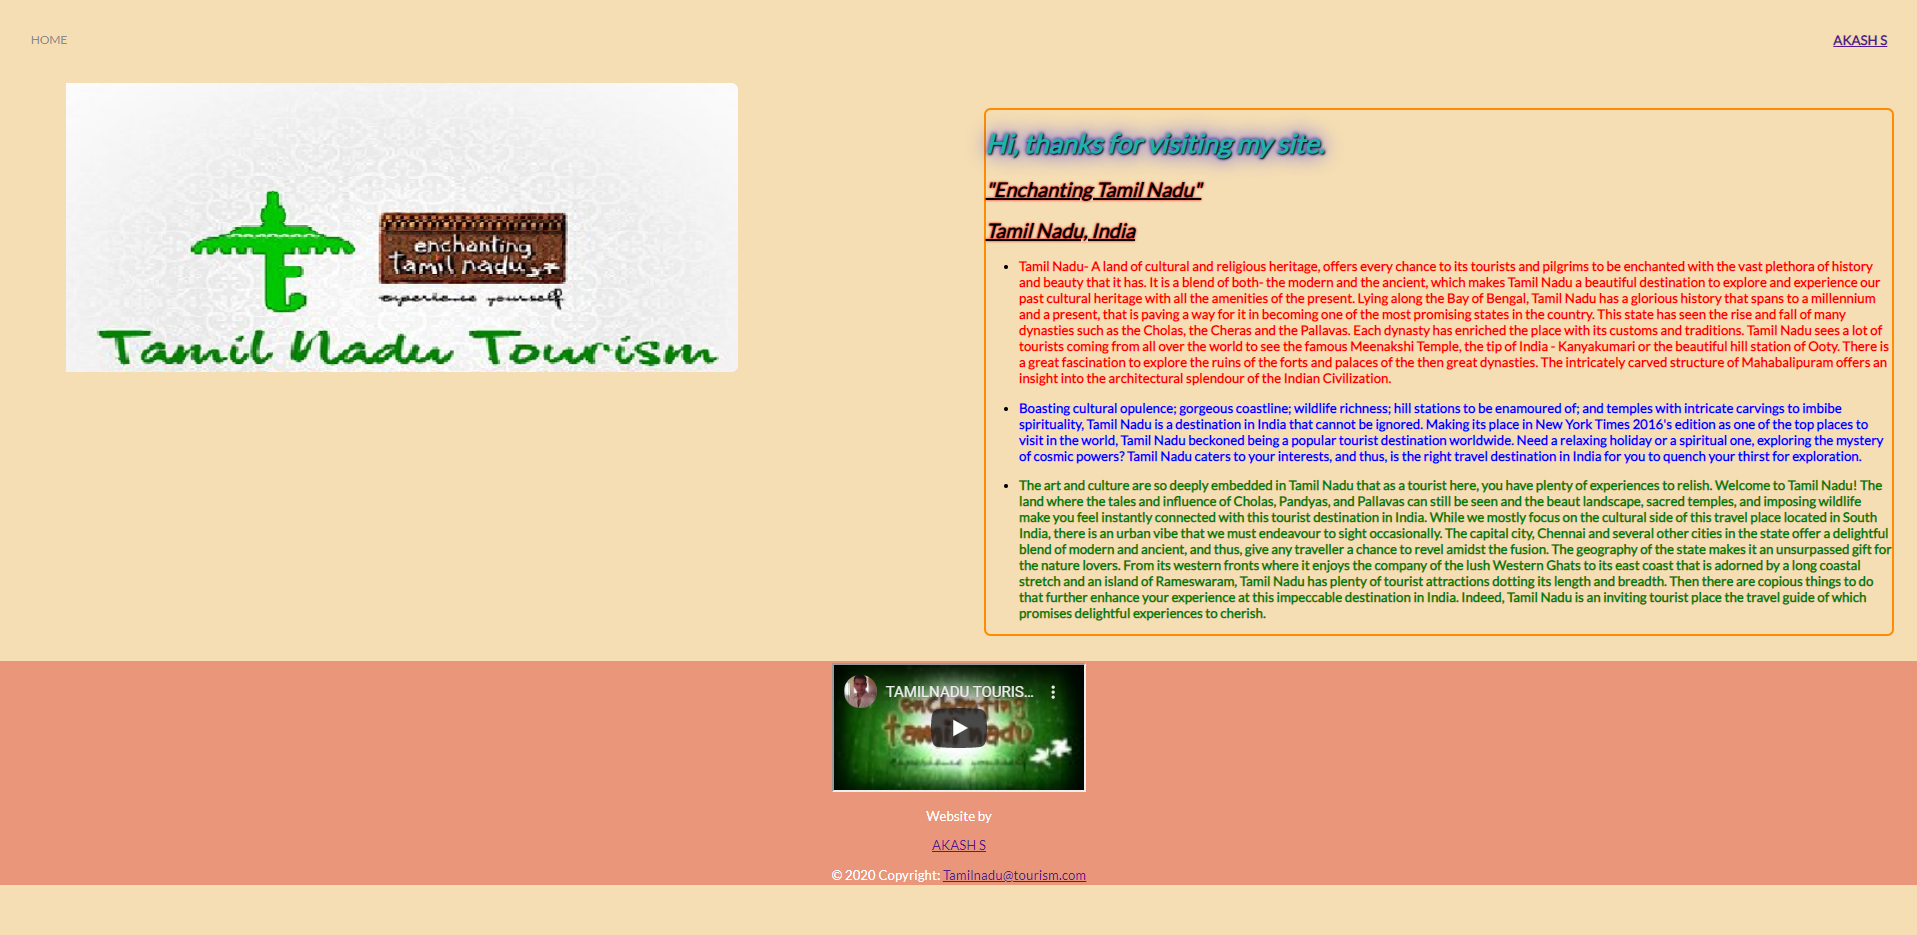 HOME
AKASH S
enchanting
tamil nadu
experience yourself
Tamil Nadu Tourism
Hi, thanks for visiting my site.
"Enchanting Tamil Nadu"
Tamil Nadu, India
Tamil Nadu- A land of cultural and religious heritage, offers every chance to its tourists and pilgrims to be enchanted with the vast plethora of history
and beauty that it has. It is a blend of both- the modern and the ancient, which makes Tamil Nadu a beautiful destination to explore and experience our
past cultural heritage with all the amenities of the present. Lying along the Bay of Bengal, Tamil Nadu has a glorious history that spans to a millennium
and a present, that is paving a way for it in becoming one of the most promising states in the country. This state has seen the rise and fall of many
dynasties such as the Cholas, the Cheras and the Pallavas. Each dynasty has enriched the place with its customs and traditions. Tamil Nadu sees a lot of
tourists coming from all over the world to see the famous Meenakshi Temple, the tip of India - Kanyakumari or the beautiful hill station of Ooty. There is
a great fascination to explore the ruins of the forts and palaces of the then great dynasties. The intricately carved structure of Mahabalipuram offers an
insight into the architectural splendour of the Indian Civilization.
Boasting cultural opulence; gorgeous coastline; wildlife richness; hill stations to be enamoured of; and temples with intricate carvings to imbibe
spirituality, Tamil Nadu is a destination in India that cannot be ignored. Making its place in New York Times 2016's edition as one of the top places to
visit in the world, Tamil Nadu beckoned being a popular tourist destination worldwide. Need a relaxing holiday or a spiritual one, exploring the mystery
of cosmic powers? Tamil Nadu caters to your interests, and thus, is the right travel destination in India for you to quench your thirst for exploration.
The art and culture are so deeply embedded in Tamil Nadu that as a tourist here, you have plenty of experiences to relish. Welcome to Tamil Nadu! The
land where the tales and influence of Cholas, Pandyas, and Pallavas can still be seen and the beaut landscape, sacred temples, and imposing wildlife
make you feel instantly connected with this tourist destination in India. While we mostly focus on the cultural side of this travel place located in South
India, there is an urban vibe that we must endeavour to sight occasionally. The capital city, Chennai and several other cities in the state offer a delightful
blend of modern and ancient, and thus, give any traveller a chance to revel amidst the fusion. The geography of the state makes it an unsurpassed gift for
the nature lovers. From its western fronts where it enjoys the company of the lush Western Ghats to its east coast that is adorned by a long coastal
stretch and an island of Rameswaram, Tamil Nadu has plenty of tourist attractions dotting its length and breadth. Then there are copious things to do
that further enhance your experience at this impeccable destination in India. Indeed, Tamil Nadu is an inviting tourist place the travel guide of which
promises delightful experiences to cherish.
TAMILNADU TOURIS...
enchanting
tamil nadu
experience yourself
Website by
AKASH S
© 2020 Copyright: Tamilnadu@tourism.com